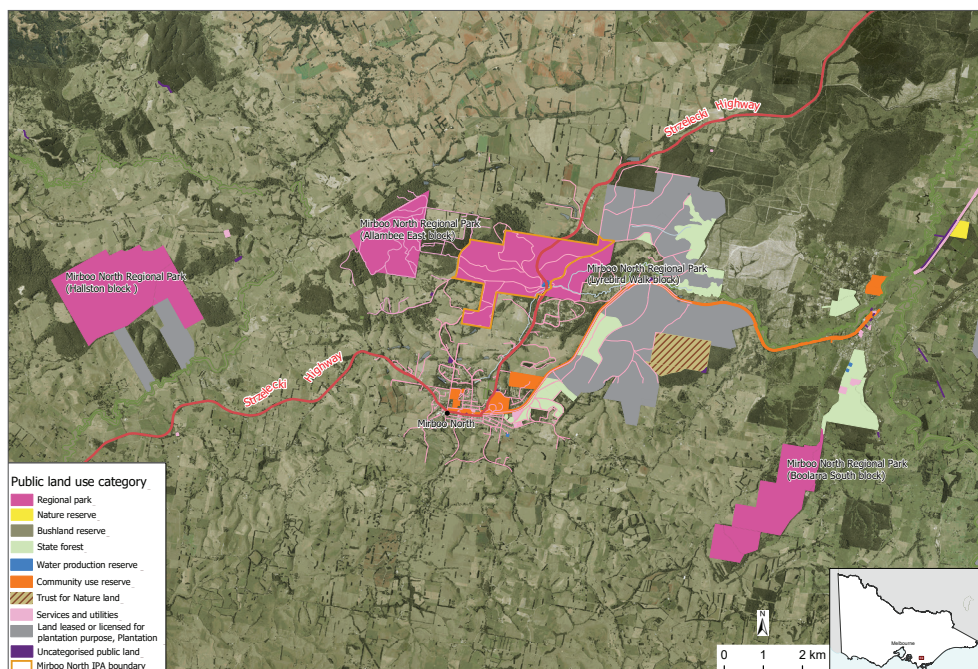 Strzelecki Highway
Mirboo North Regional Park
(Allambee East block)
Mirboo North Regional Park
(Hallston block )
Mirboo North Regional Park
(Lyrebird Walk block)
Strzelecki Highway
Mirboo North
Mirboo North Regional Park
(Boolarra South block)
Public land use category
Regional park
Nature reserve
Bushland reserve
State forest
Water production reserve
Community use reserve
Trust for Nature land
Services and utilities
Land leased or licensed for
plantation purpose, Plantation
Uncategorised public land
Mirboo North IPA boundary
N
0 1 2 km
Melbourne